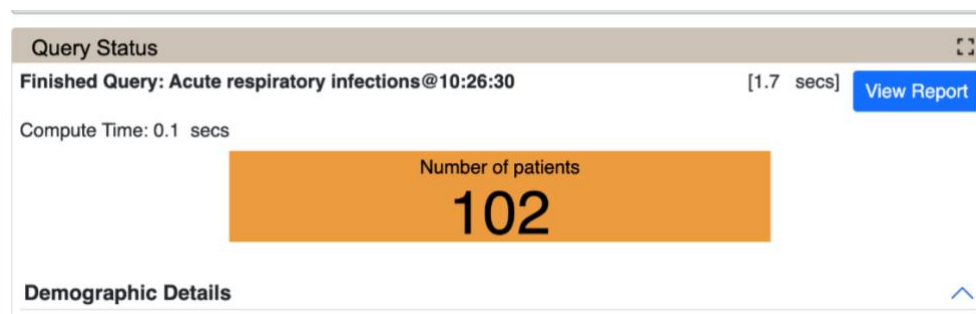 Query Status
Finished Query: Acute respiratory infections@10:26:30 [1.7 secs] View Report
Compute Time: 0.1 secs
Number of patients
102
Demographic Details